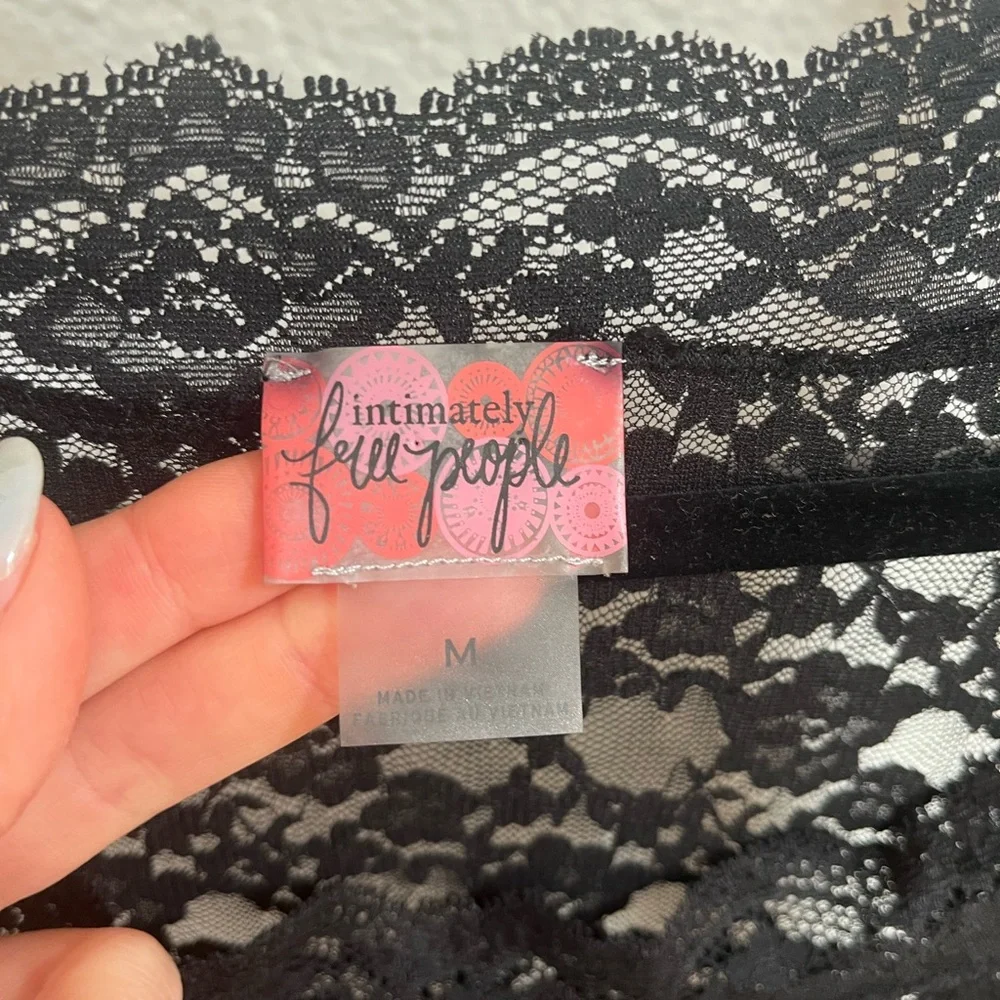 intimately
free people
M
MADE IN VIETNAM
FABRIQUÉ AU VIETNAM